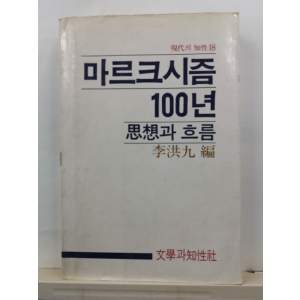 現代의 知性 18
마르크시즘
100년
思想과 흐름
李洪九 編
文學과知性社